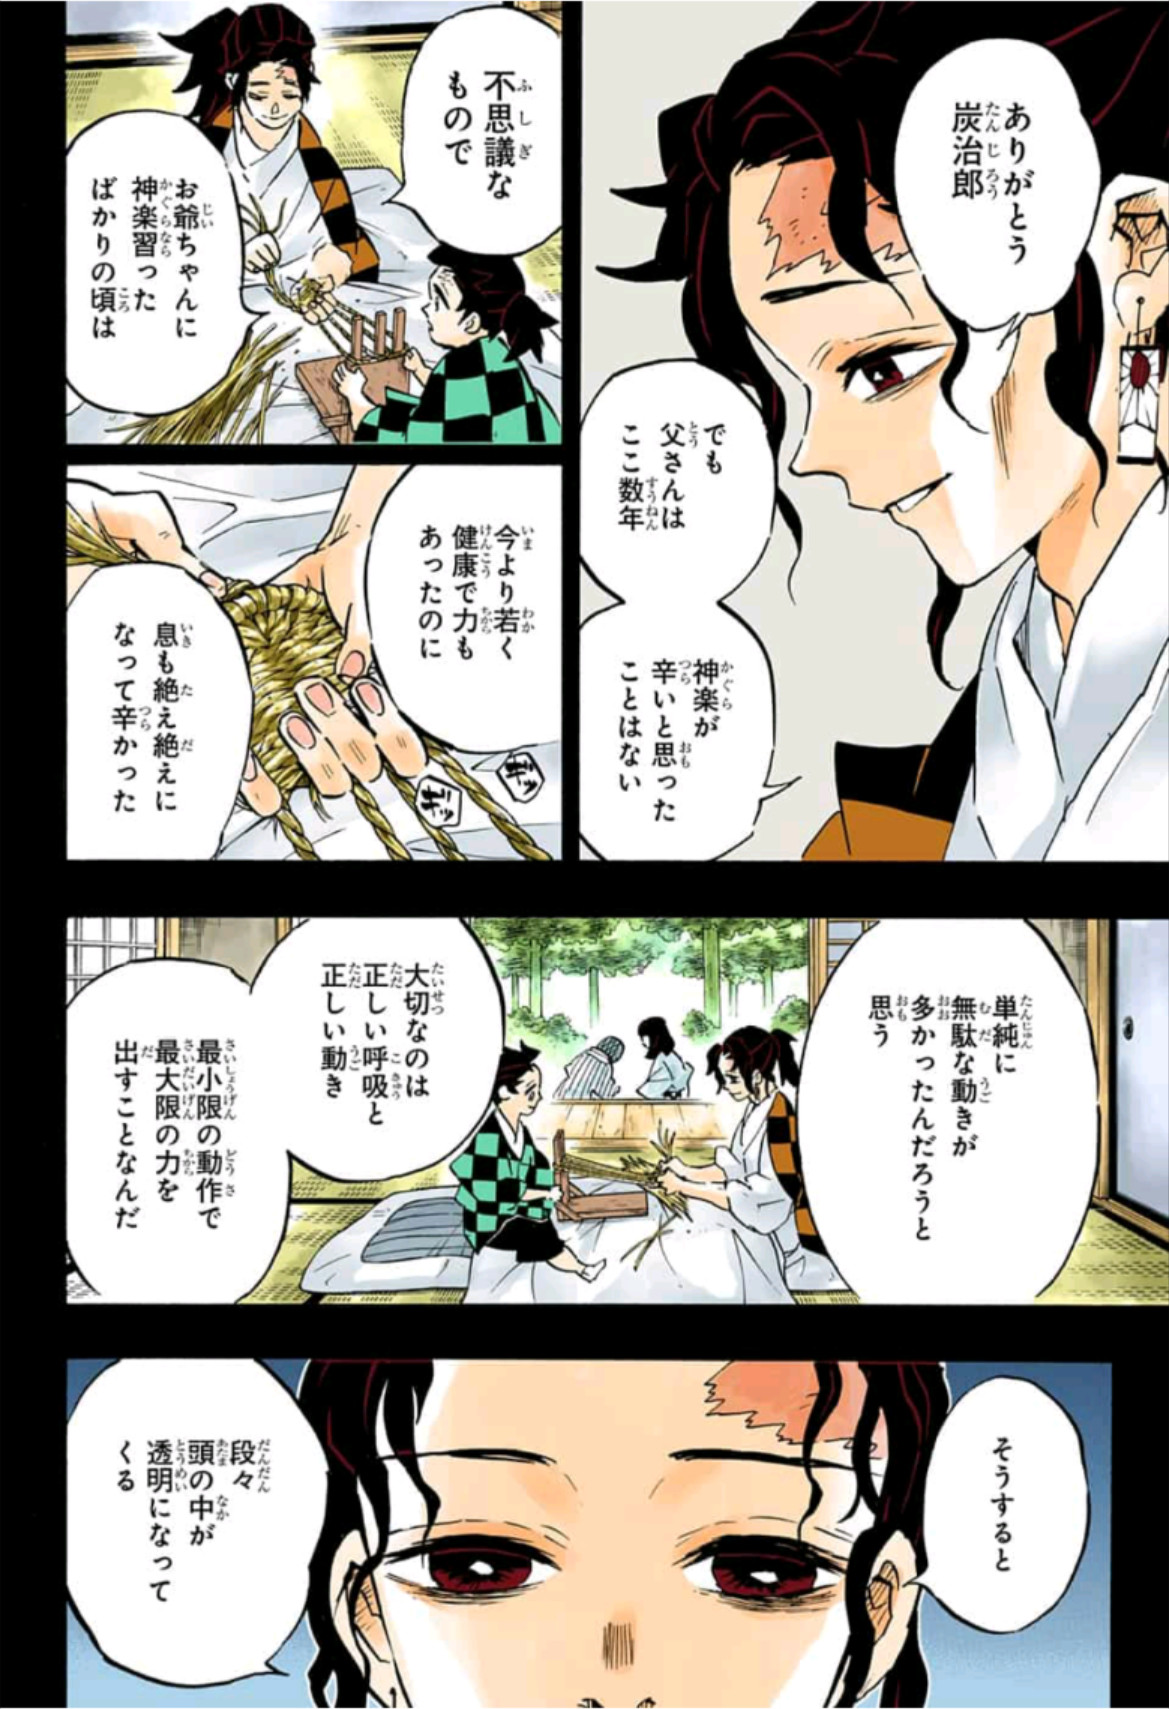 ありがとう
炭治郎
でも
父さんは
ここ数年
神楽が
辛いと思った
ことはない
不思議な
もので
お爺ちゃんに
神楽習った
ばかりの頃は
今より若く
健康で力も
あったのに
息も絶え絶えに
なって辛かった
ギッ
ギッ
単純に
無駄な動きが
多かったんだろうと
思う
大切なのは
正しい呼吸と
正しい動き
最小限の動作で
最大限の力を
出すことなんだ
そうすると
段々
頭の中が
透明になって
くる